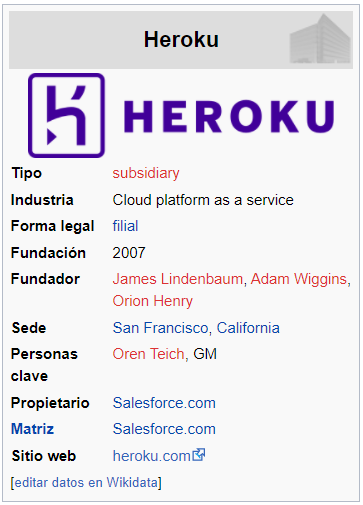 Heroku
HEROKU
Tipo subsidiary
Industria Cloud platform as a service
Forma legal filial
Fundación 2007
Fundador James Lindenbaum, Adam Wiggins,
Orion Henry
Sede San Francisco, California
Personas Oren Teich, GM
clave
Propietario Salesforce.com
Matriz Salesforce.com
Sitio web heroku.com
[editar datos en Wikidata]